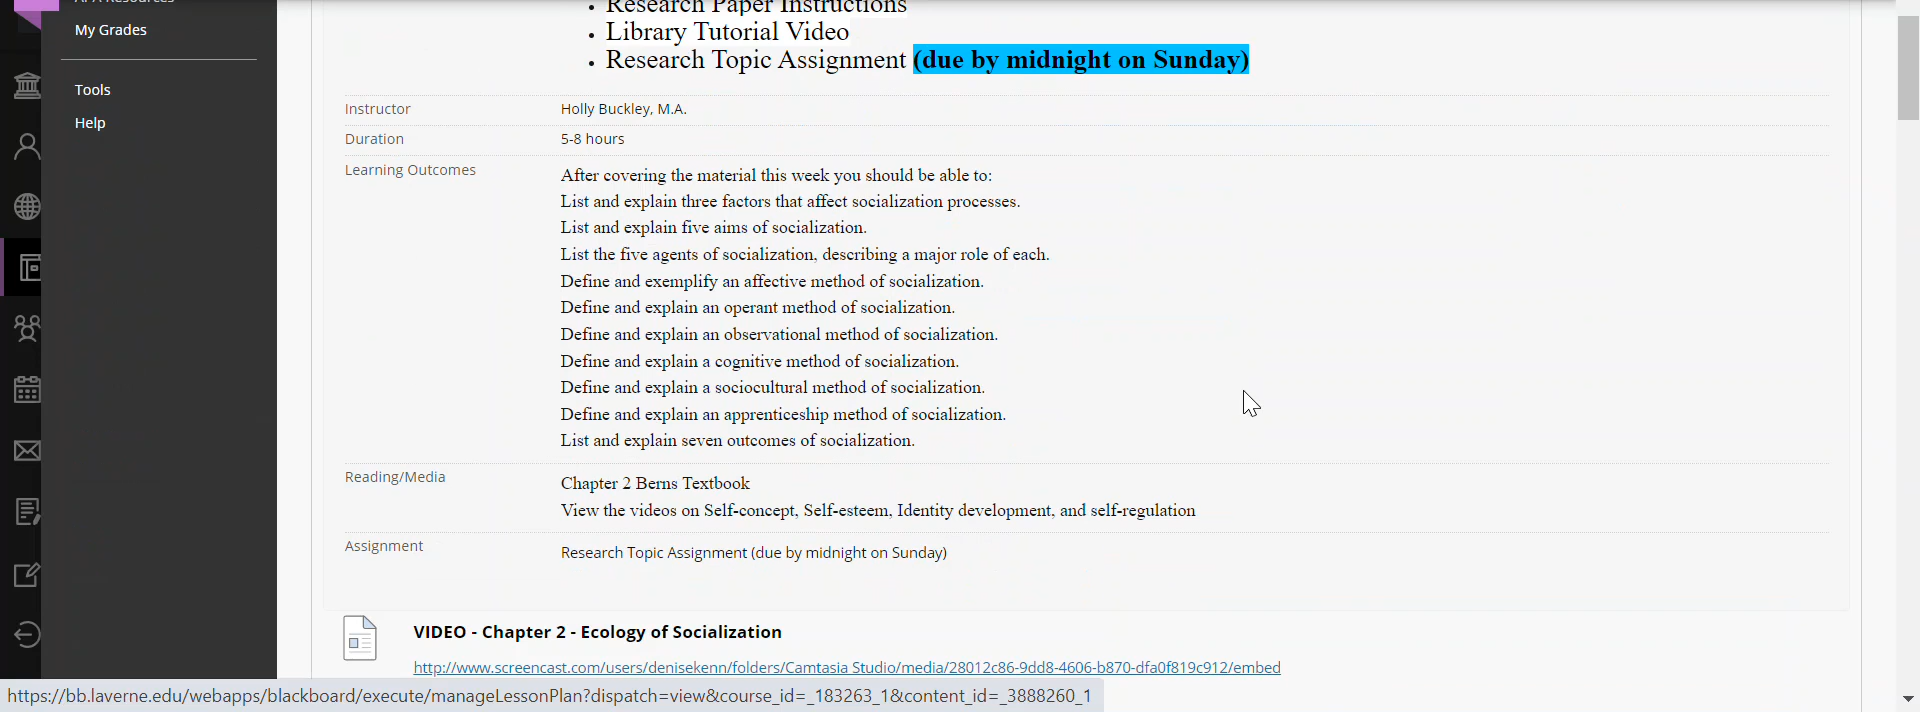 My Grades
Tools
Help
• Research Paper Instructions
• Library Tutorial Video
• Research Topic Assignment (due by midnight on Sunday)
Instructor Holly Buckley, M.A.
Duration 5-8 hours
Learning Outcomes After covering the material this week you should be able to:
List and explain three factors that affect socialization processes.
List and explain five aims of socialization.
List the five agents of socialization, describing a major role of each.
Define and exemplify an affective method of socialization.
Define and explain an operant method of socialization.
Define and explain an observational method of socialization.
Define and explain a cognitive method of socialization.
Define and explain a sociocultural method of socialization.
Define and explain an apprenticeship method of socialization.
List and explain seven outcomes of socialization.
Reading/Media Chapter 2 Berns Textbook
View the videos on Self-concept, Self-esteem, Identity development, and self-regulation
Assignment Research Topic Assignment (due by midnight on Sunday)
VIDEO - Chapter 2 - Ecology of Socialization
http://www.screencast.com/users/denisekenn/folders/Camtasia Studio/media/28012c86-9dd8-4606-b870-dfa0f819c912/embed
https://bb.laverne.edu/webapps/blackboard/execute/manageLessonPlan?dispatch=view&course_id=_183263_1&content_id=_3888260_1